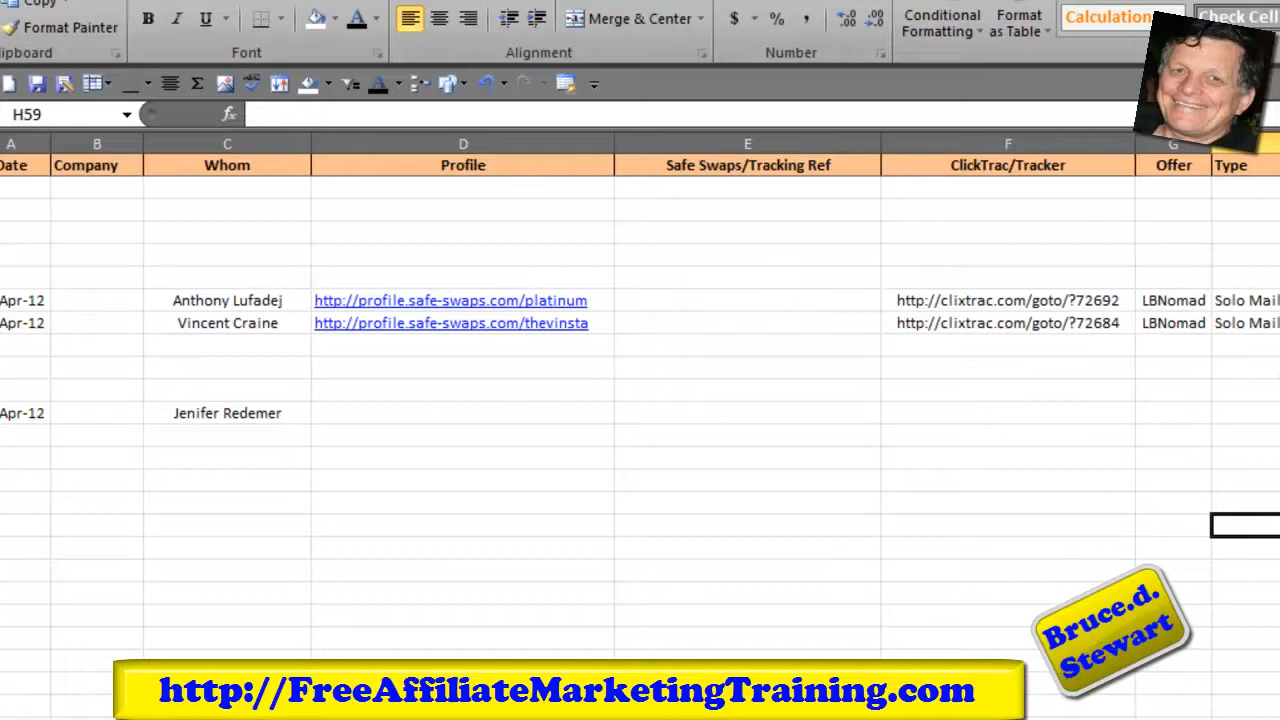 Copy
Format Painter
B I U A
Merge & Center
$ % ,
Conditional Formatting
Format as Table
Calculation
Check Cell
lipboard Font Alignment Number
H59 fx
A B C D E F G
Date Company Whom Profile Safe Swaps/Tracking Ref ClickTrac/Tracker Offer Type
Apr-12 Anthony Lufadej http://profile.safe-swaps.com/platinum http://clixtrac.com/goto/?72692 LBNomad Solo Mail
Apr-12 Vincent Craine http://profile.safe-swaps.com/thevinsta http://clixtrac.com/goto/?72684 LBNomad Solo Mail
Apr-12 Jenifer Redemer
Bruce.d.
Stewart
http://FreeAffiliateMarketingTraining.com